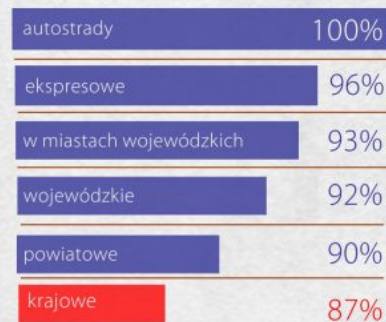 autostrady 100%
ekspresowe 96%
w miastach wojewódzkich 93%
wojewódzkie 92%
powiatowe 90%
krajowe 87%